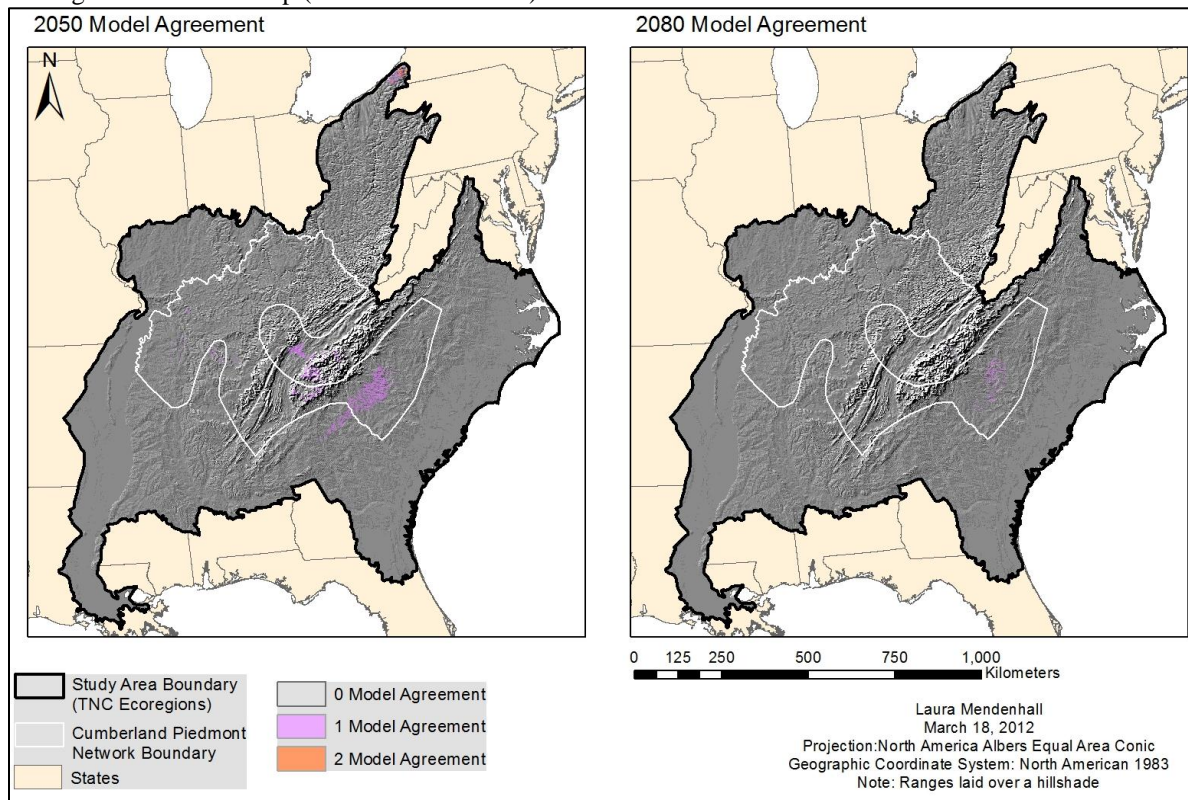 2050 Model Agreement
2080 Model Agreement
N
0 125 250 500 750 1,000
Kilometers
Study Area Boundary
(TNC Ecoregions)
Cumberland Piedmont
Network Boundary
States
0 Model Agreement
1 Model Agreement
2 Model Agreement
Laura Mendenhall
March 18, 2012
Projection:North America Albers Equal Area Conic
Geographic Coordinate System: North American 1983
Note: Ranges laid over a hillshade